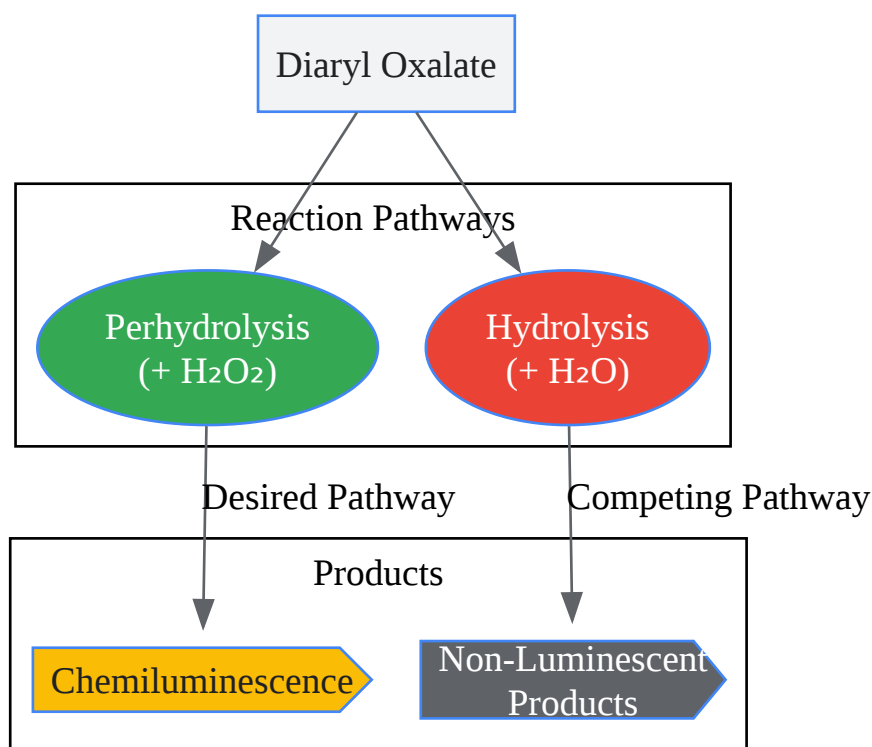 Diaryl Oxalate
Reaction Pathways
Perhydrolysis
(+ H₂O₂)
Hydrolysis
(+ H₂O)
Desired Pathway
Competing Pathway
Products
Chemiluminescence
Non-Luminescent
Products